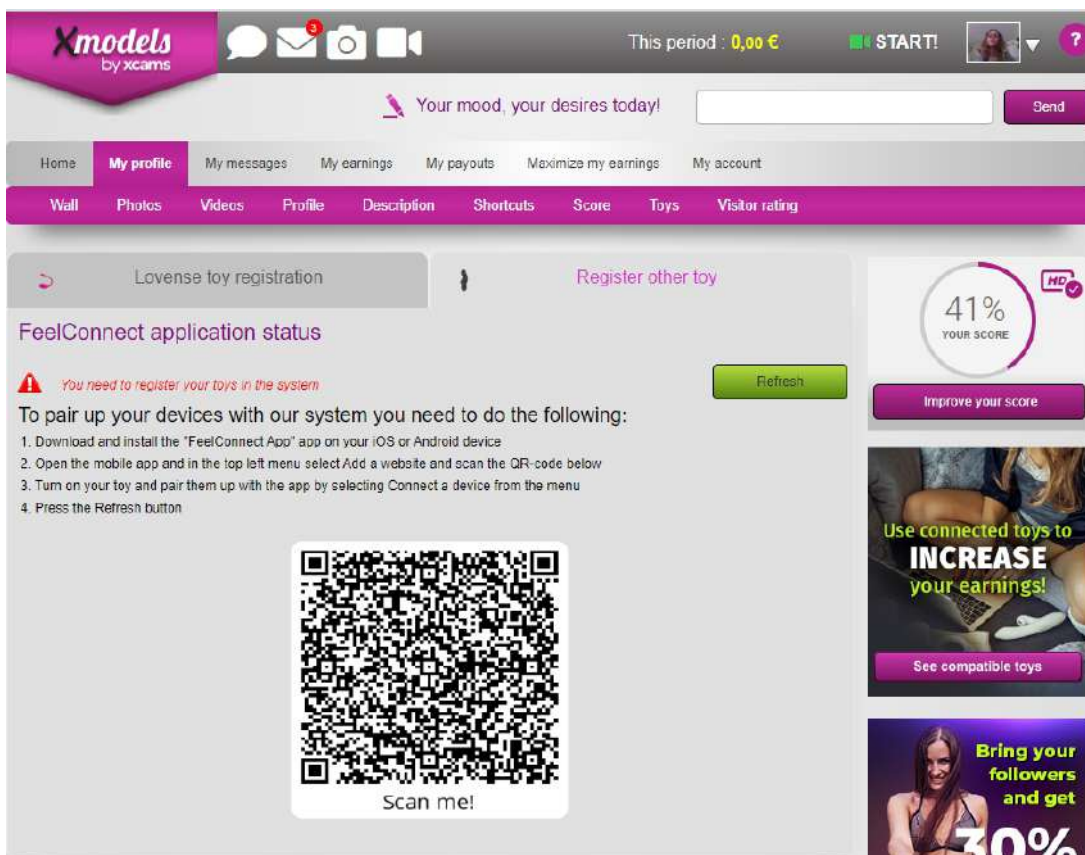 Xmodels
by xcams
3
This period : 0,00 €
START!
?
Your mood, your desires today!
Send
Home My profile My messages My earnings My payouts Maximize my earnings My account
Wall Photos Videos Profile Description Shortcuts Score Toys Visitor rating
Lovense toy registration
Register other toy
FeelConnect application status
You need to register your toys in the system
Refresh
To pair up your devices with our system you need to do the following:
1. Download and install the "FeelConnect App" app on your iOS or Android device
2. Open the mobile app and in the top left menu select Add a website and scan the QR-code below
3. Turn on your toy and pair them up with the app by selecting Connect a device from the menu
4. Press the Refresh button
Scan me!
HD
41%
YOUR SCORE
Improve your score
Use connected toys to
INCREASE
your earnings!
See compatible toys
Bring your
followers
and get
30%